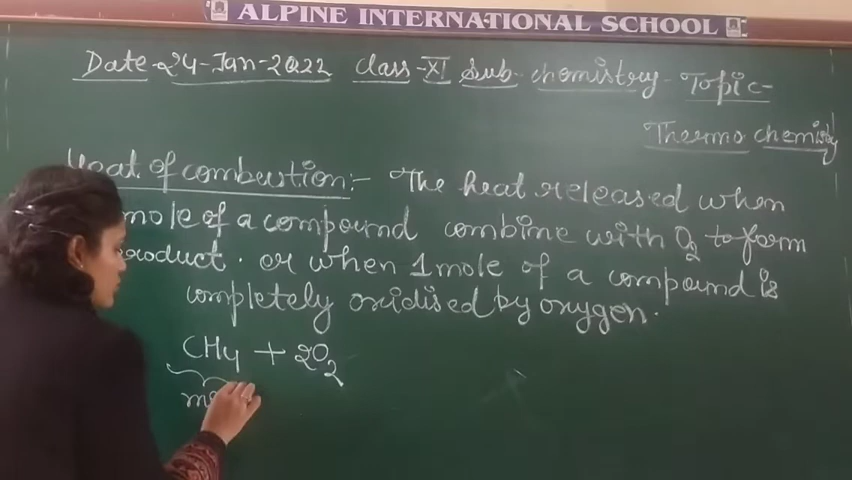 ALPINE INTERNATIONAL SCHOOL
Date-24-Jan-2022 Class-XI Sub- chemistry- Topic-
Thermo chemistry
Heat of combustion:- The heat released when
mole of a compound combine with O2 to form
product. or when 1 mole of a compound is
completely oxidised by oxygen.
CH4 + 2O2